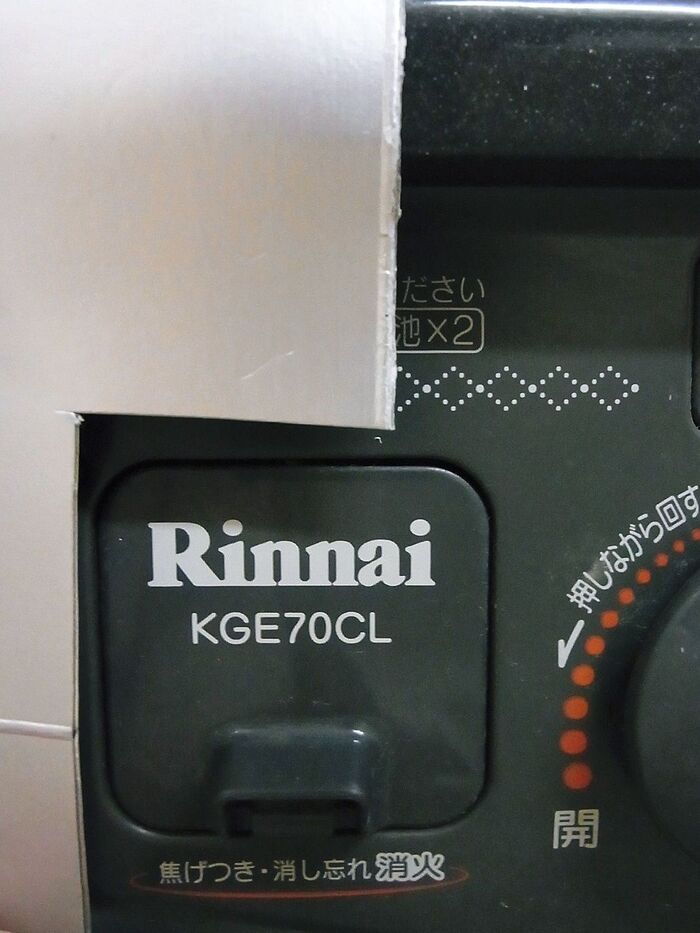 ださい
池×2
Rinnai
KGE70CL
押しながら回す
開
焦げつき・消し忘れ 消火